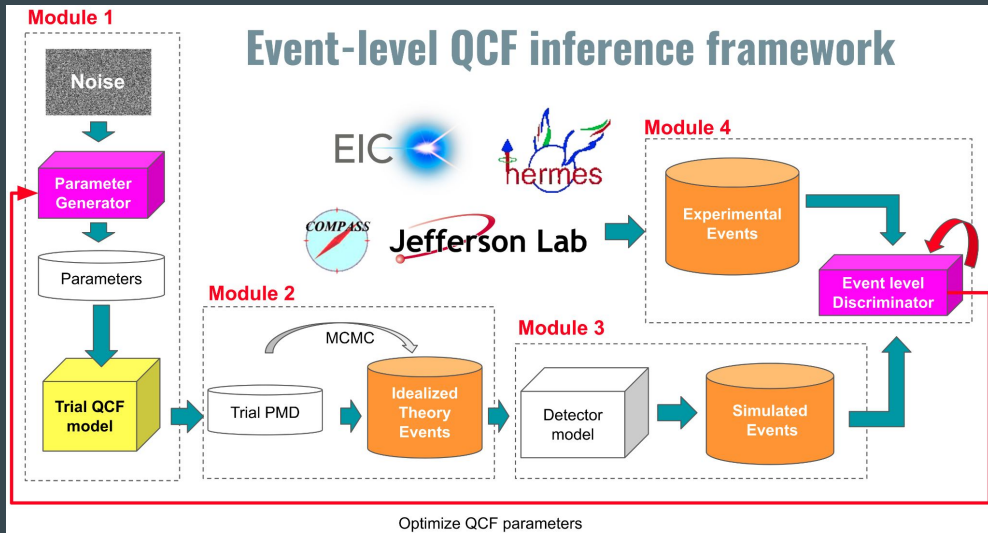 Event-level QCF inference framework
Module 1
Noise
Parameter
Generator
Parameters
Trial QCF
model
Module 2
MCMC
Trial PMD
Idealized
Theory
Events
EIC
hermes
COMPASS
Jefferson Lab
Module 3
Detector
model
Simulated
Events
Module 4
Experimental
Events
Event level
Discriminator
Optimize QCF parameters